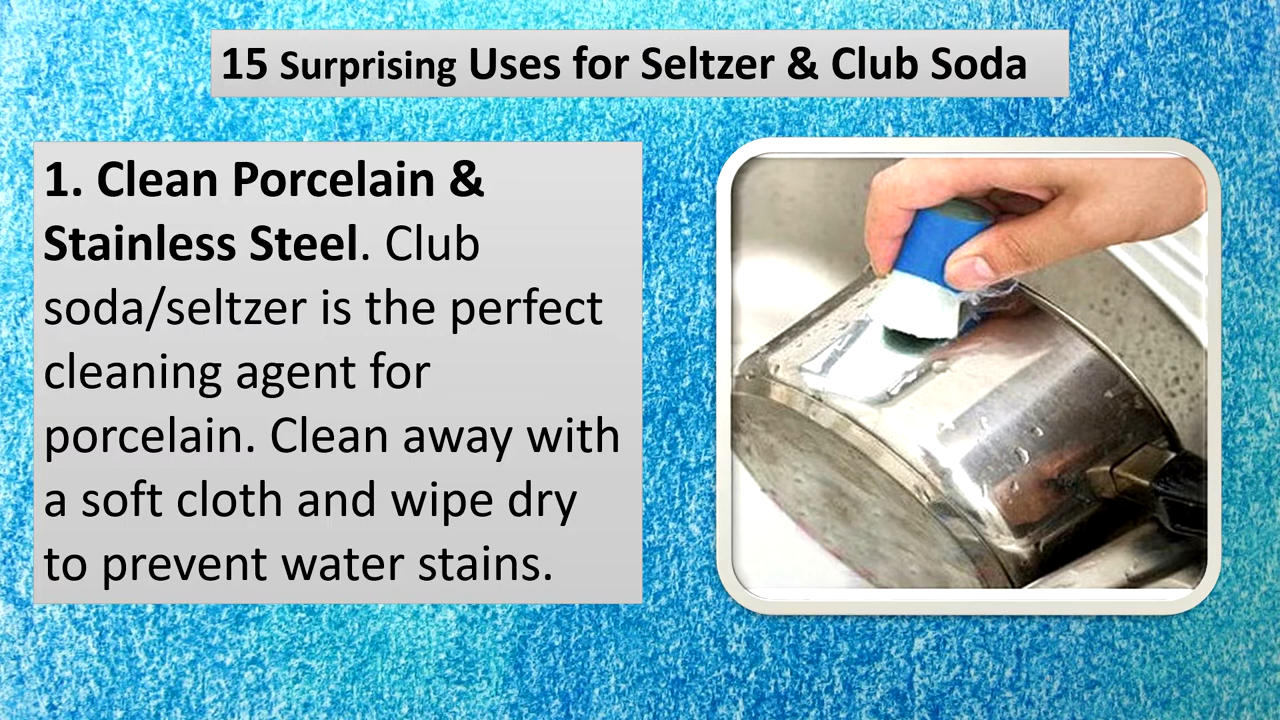 15 Surprising Uses for Seltzer & Club Soda
1. Clean Porcelain &
Stainless Steel. Club
soda/seltzer is the perfect
cleaning agent for
porcelain. Clean away with
a soft cloth and wipe dry
to prevent water stains.